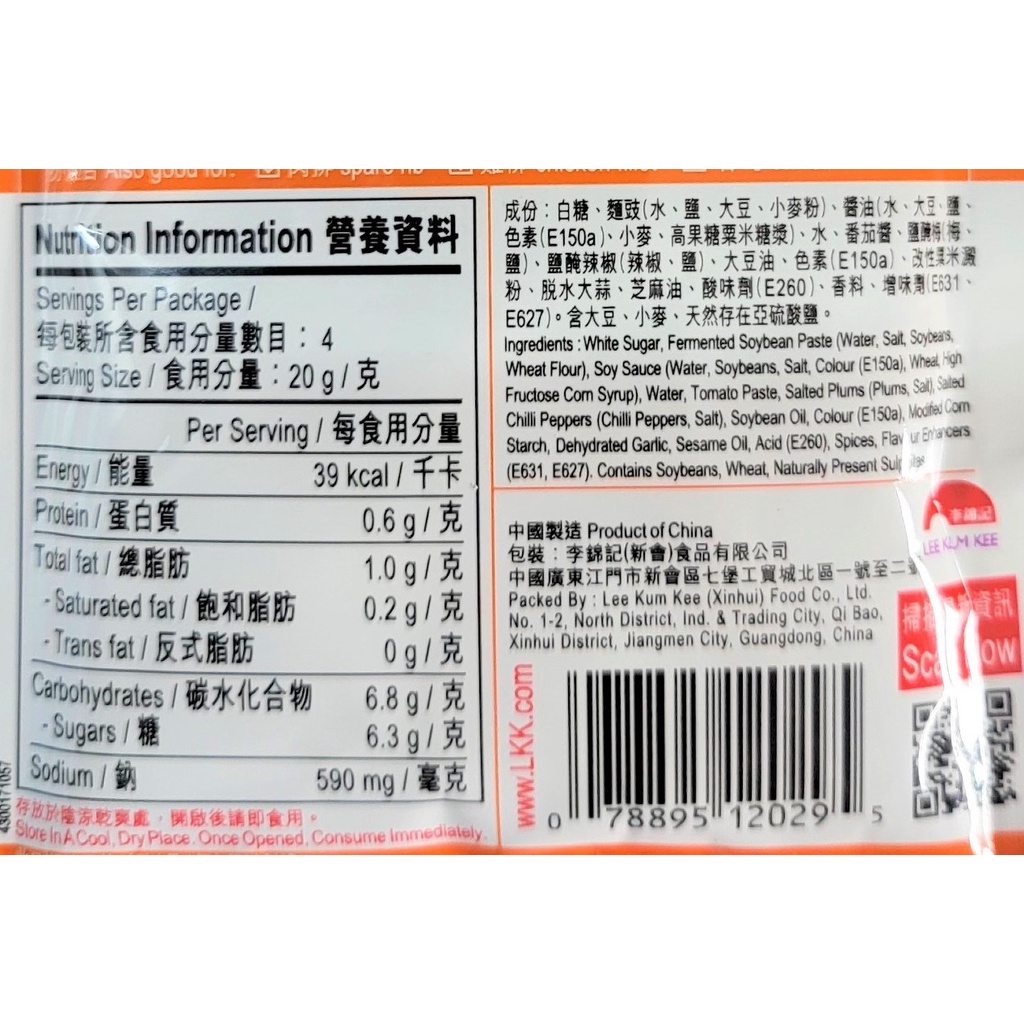 Also good for:
spare rib
Nutrition Information 營養資料
Servings Per Package /
每包裝所含食用分量數目：4
Serving Size / 食用分量：20 g / 克
Per Serving / 每食用分量
Energy / 能量 39 kcal / 千卡
Protein / 蛋白質 0.6 g / 克
Total fat / 總脂肪 1.0 g / 克
- Saturated fat / 飽和脂肪 0.2 g / 克
- Trans fat / 反式脂肪 0 g / 克
Carbohydrates / 碳水化合物 6.8 g / 克
- Sugars / 糖 6.3 g / 克
Sodium / 鈉 590 mg / 毫克
存放於陰涼乾爽處，開啟後請即食用。
Store In A Cool, Dry Place. Once Opened, Consume Immediately.
4300171057
成份：白糖、麵豉(水、鹽、大豆、小麥粉)、醬油(水、大豆、鹽、
色素(E150a)、小麥、高果糖粟米糖漿)、水、番茄醬、鹽醃梅(梅、
鹽)、鹽醃辣椒(辣椒、鹽)、大豆油、色素(E150a)、改性粟米澱
粉、脱水大蒜、芝麻油、酸味劑(E260)、香料、增味劑(E631、
E627)。含大豆、小麥、天然存在亞硫酸鹽。
Ingredients : White Sugar, Fermented Soybean Paste (Water, Salt, Soybeans,
Wheat Flour), Soy Sauce (Water, Soybeans, Salt, Colour (E150a), Wheat, High
Fructose Corn Syrup), Water, Tomato Paste, Salted Plums (Plums, Salt), Salted
Chilli Peppers (Chilli Peppers, Salt), Soybean Oil, Colour (E150a), Modified Corn
Starch, Dehydrated Garlic, Sesame Oil, Acid (E260), Spices, Flavour Enhancers
(E631, E627). Contains Soybeans, Wheat, Naturally Present
中國製造 Product of China
包裝：李錦記(新會)食品有限公司
中國廣東江門市新會區七堡工貿城北區一號至二號
Packed By : Lee Kum Kee (Xinhui) Food Co., Ltd.
No. 1-2, North District, Ind. & Trading City, Qi Bao,
Xinhui District, Jiangmen City, Guangdong, China
李錦記
LEE KUM KEE
資訊
www.LKK.com
0 78895 12029 5